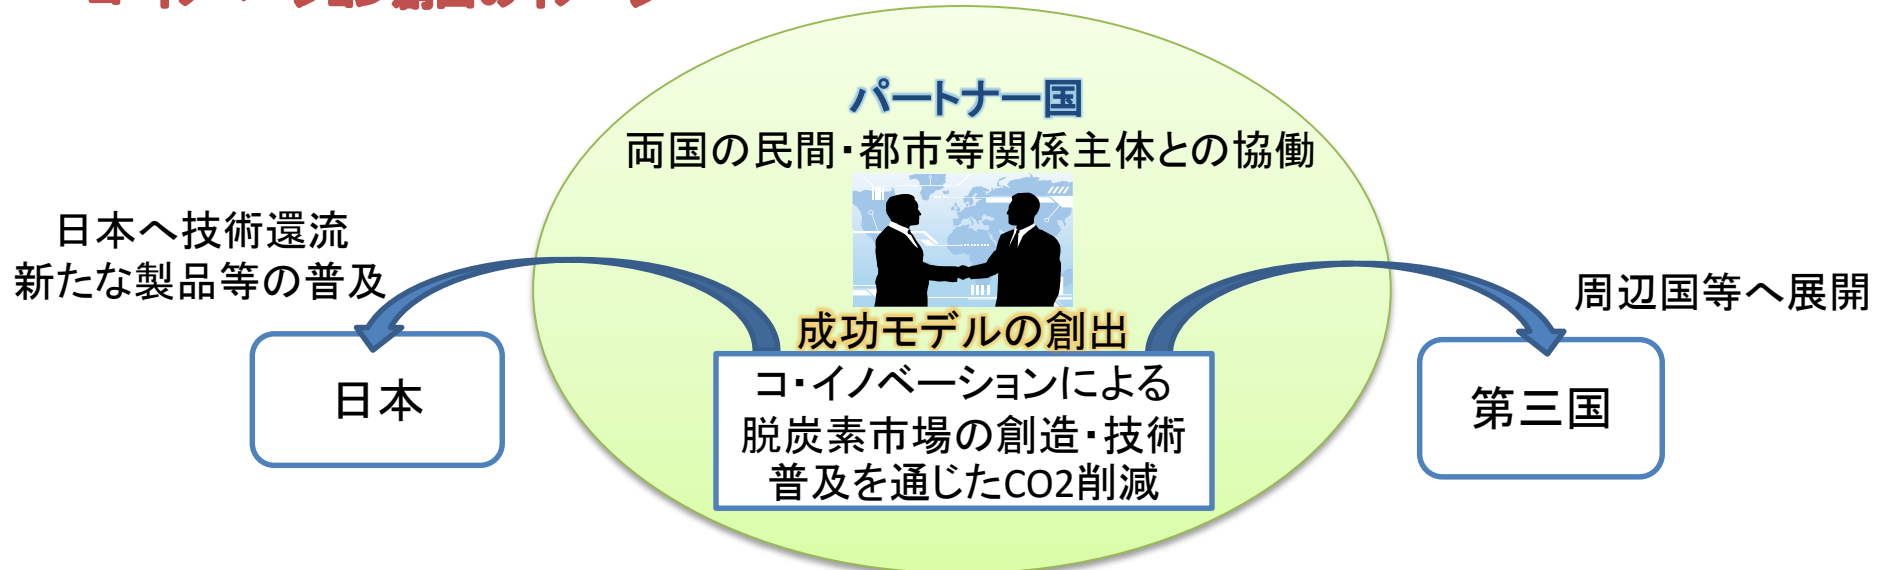 パートナー国
両国の民間・都市等関係主体との協働
日本へ技術還流
新たな製品等の普及
周辺国等へ展開
成功モデルの創出
日本
コ・イノベーションによる
脱炭素市場の創造・技術
普及を通じたCO2削減
第三国